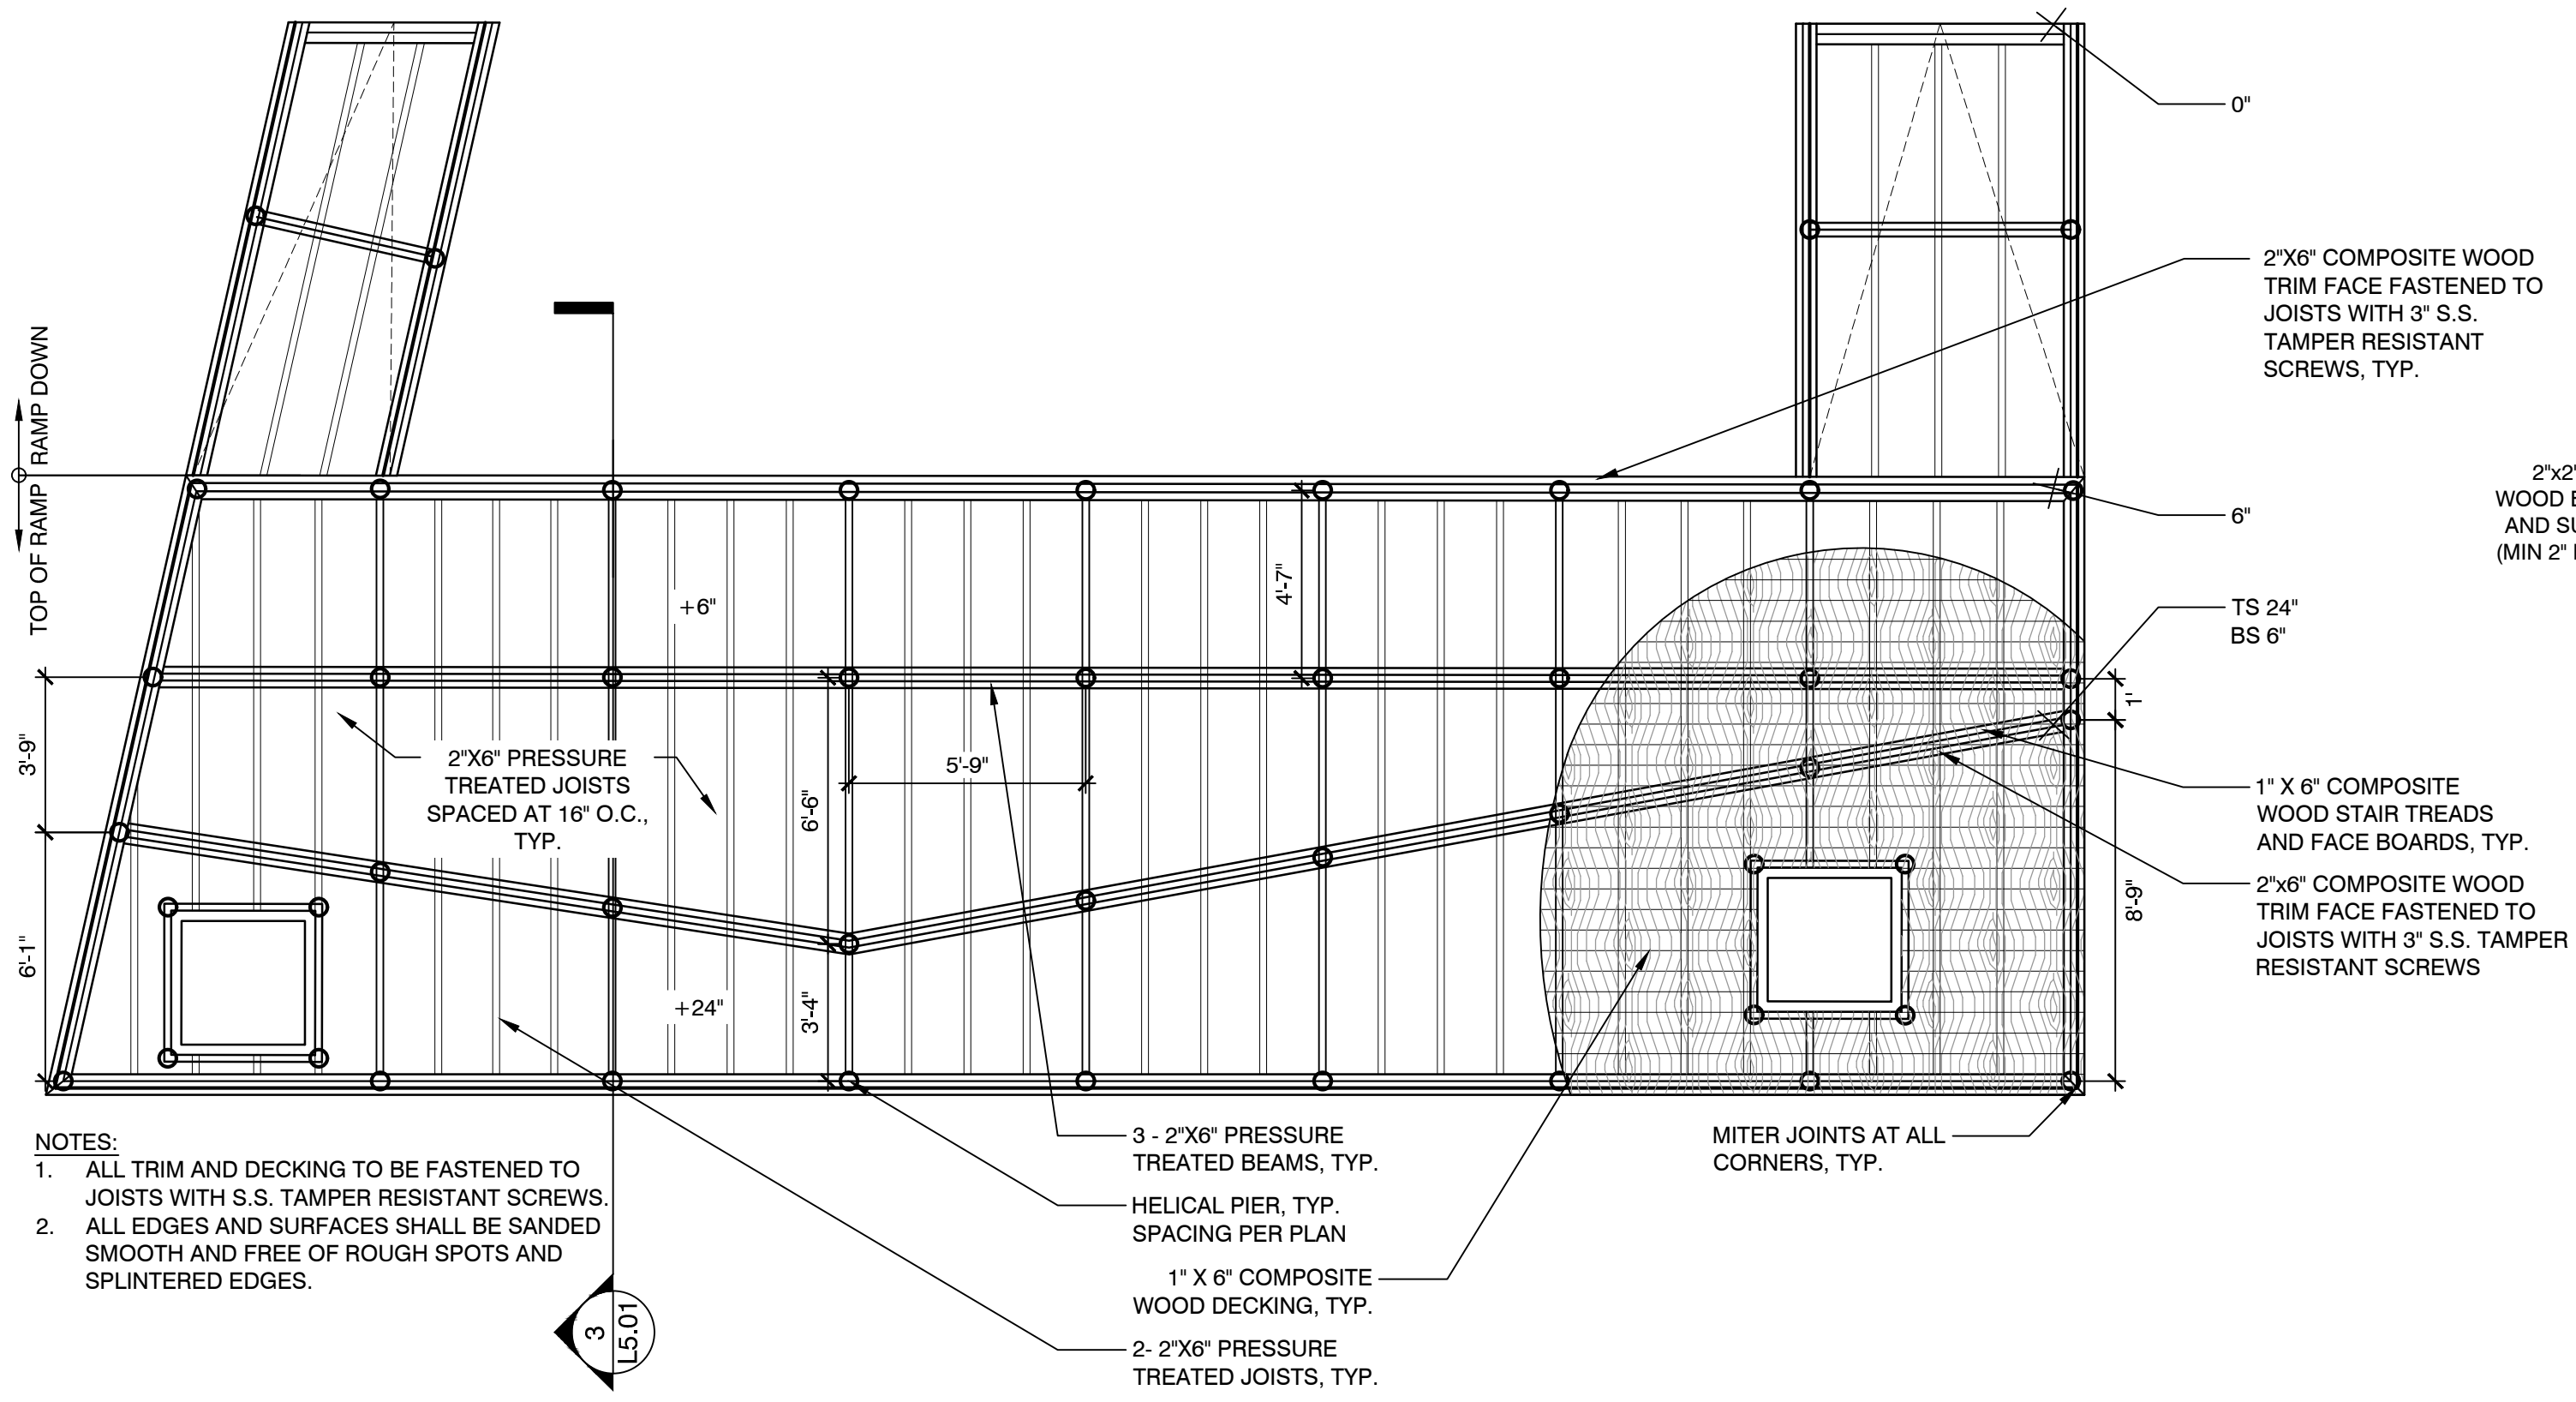 0"
2"X6" COMPOSITE WOOD
TRIM FACE FASTENED TO
JOISTS WITH 3" S.S.
TAMPER RESISTANT
SCREWS, TYP.
RAMP DOWN
TOP OF RAMP
2"x2"
WOOD
AND
(MIN 2"
6"
4'-7"
+6"
TS 24"
BS 6"
1'
3'-9"
2"X6" PRESSURE
TREATED JOISTS
SPACED AT 16" O.C.,
TYP.
5'-9"
6'-6"
1" X 6" COMPOSITE
WOOD STAIR TREADS
AND FACE BOARDS, TYP.
2"x6" COMPOSITE WOOD
TRIM FACE FASTENED TO
JOISTS WITH 3" S.S. TAMPER
RESISTANT SCREWS
8'-9"
6'-1"
3'-4"
+24"
NOTES:
1. ALL TRIM AND DECKING TO BE FASTENED TO
JOISTS WITH S.S. TAMPER RESISTANT SCREWS.
2. ALL EDGES AND SURFACES SHALL BE SANDED
SMOOTH AND FREE OF ROUGH SPOTS AND
SPLINTERED EDGES.
3 - 2"X6" PRESSURE
TREATED BEAMS, TYP.
HELICAL PIER, TYP.
SPACING PER PLAN
1" X 6" COMPOSITE
WOOD DECKING, TYP.
2- 2"X6" PRESSURE
TREATED JOISTS, TYP.
MITER JOINTS AT ALL
CORNERS, TYP.
3
L5.01